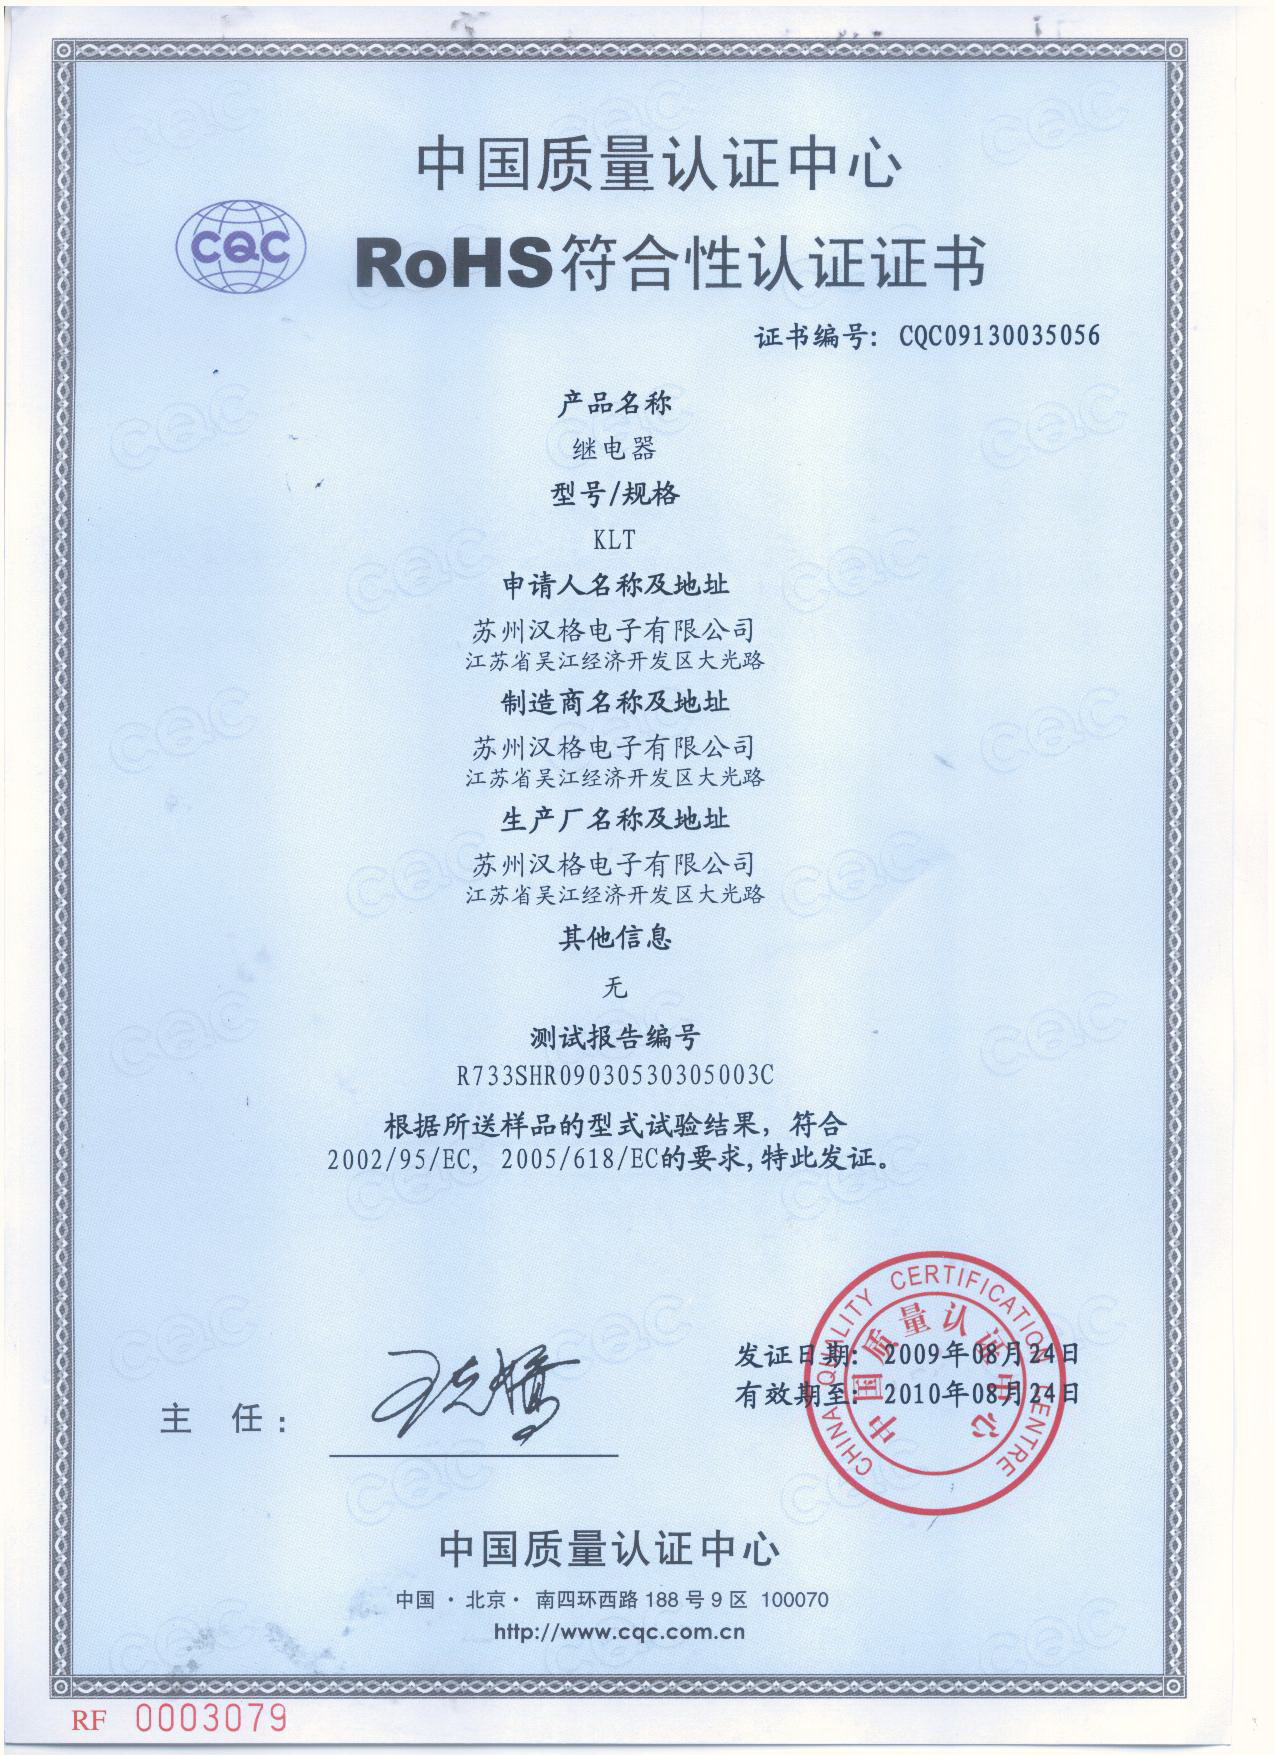 中国质量认证中心
CQC
RoHS符合性认证证书
证书编号: CQC09130035056
产品名称
继电器
型号/规格
KLT
申请人名称及地址
苏州汉格电子有限公司
江苏省吴江经济开发区大光路
制造商名称及地址
苏州汉格电子有限公司
江苏省吴江经济开发区大光路
生产厂名称及地址
苏州汉格电子有限公司
江苏省吴江经济开发区大光路
其他信息
无
测试报告编号
R733SHR09030530305003C
根据所送样品的型式试验结果, 符合
2002/95/EC, 2005/618/EC的要求,特此发证。
发证日期: 2009年08月24日
有效期至: 2010年08月24日
CHINA QUALITY CERTIFICATION CENTRE
中国质量认证中心
主 任:
中国质量认证中心
中国·北京· 南四环西路 188 号 9 区 100070
http://www.cqc.com.cn
RF 0003079